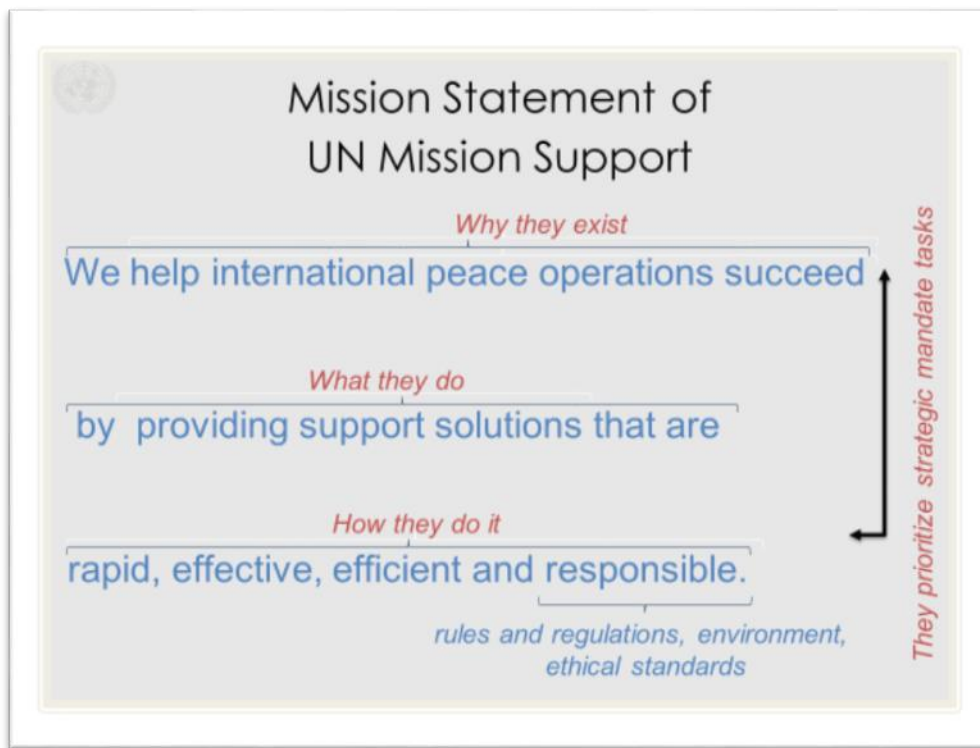 Mission Statement of
UN Mission Support
Why they exist
We help international peace operations succeed
What they do
by providing support solutions that are
How they do it
rapid, effective, efficient and responsible.
rules and regulations, environment,
ethical standards
They prioritize strategic mandate tasks